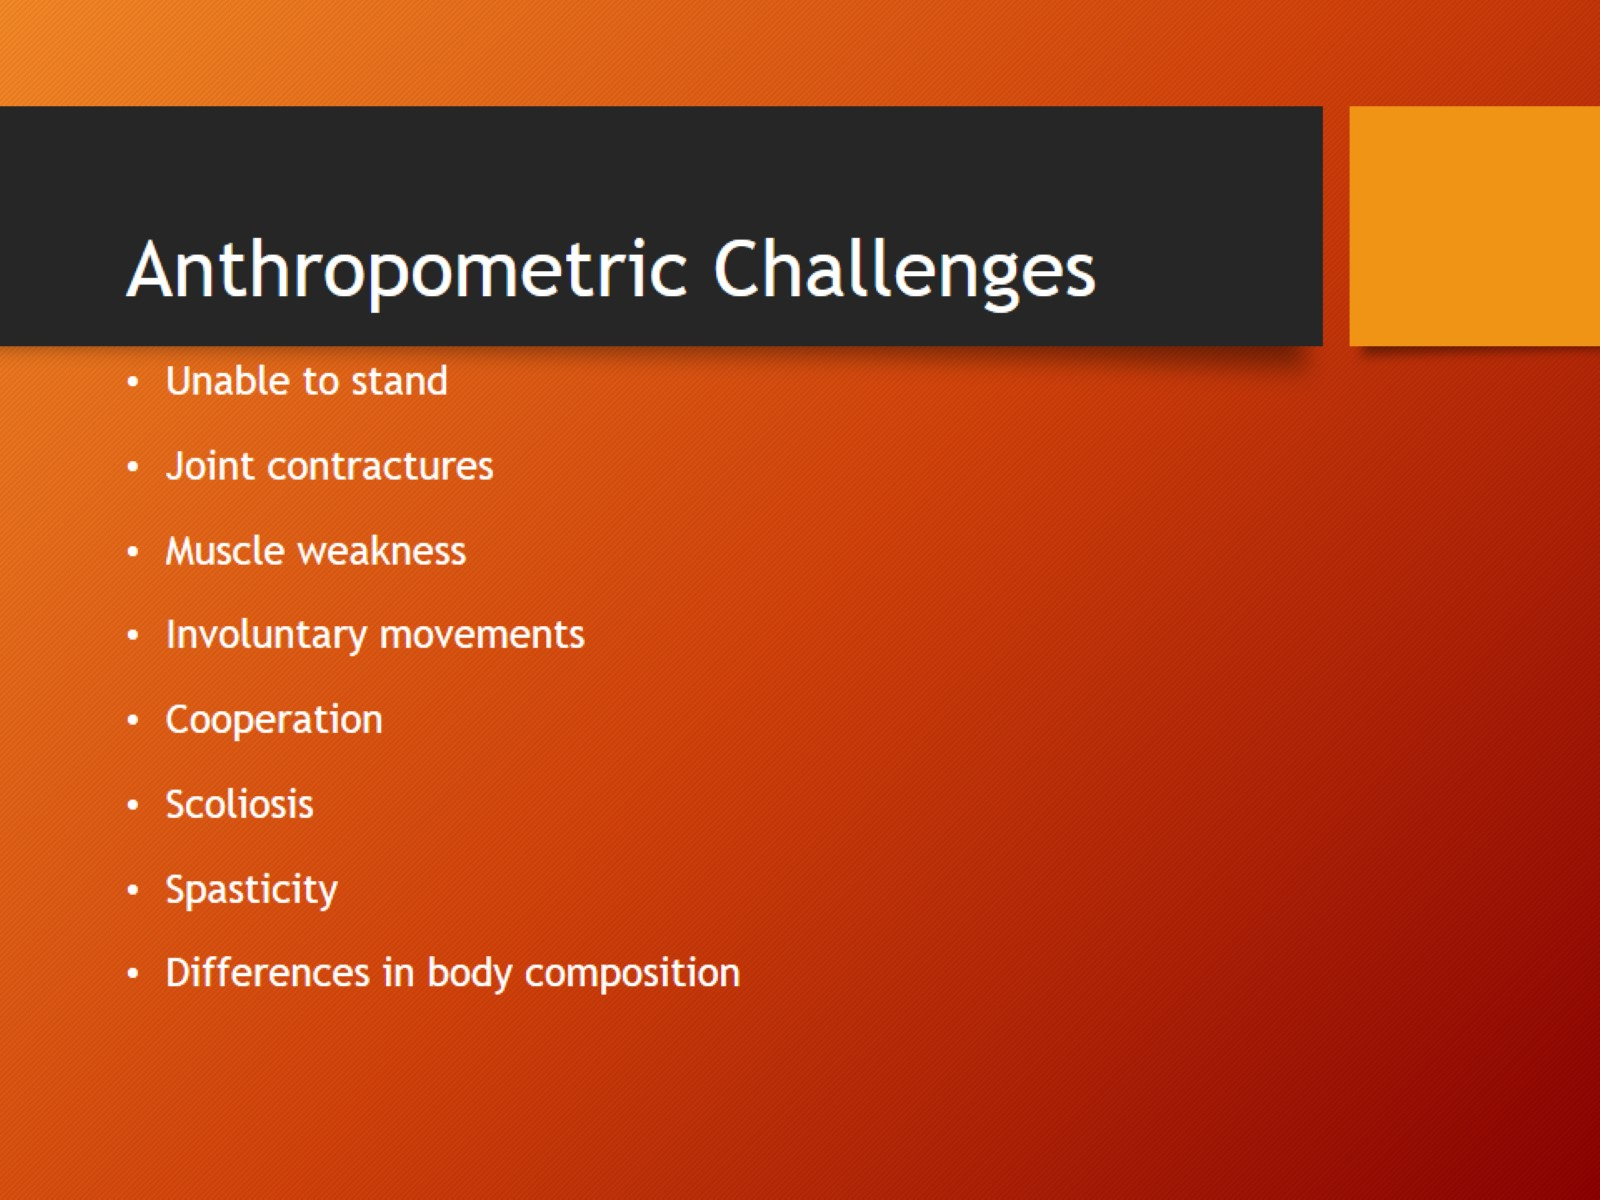 Anthropometric Challenges
• Unable to stand
• Joint contractures
• Muscle weakness
• Involuntary movements
• Cooperation
• Scoliosis
• Spasticity
• Differences in body composition